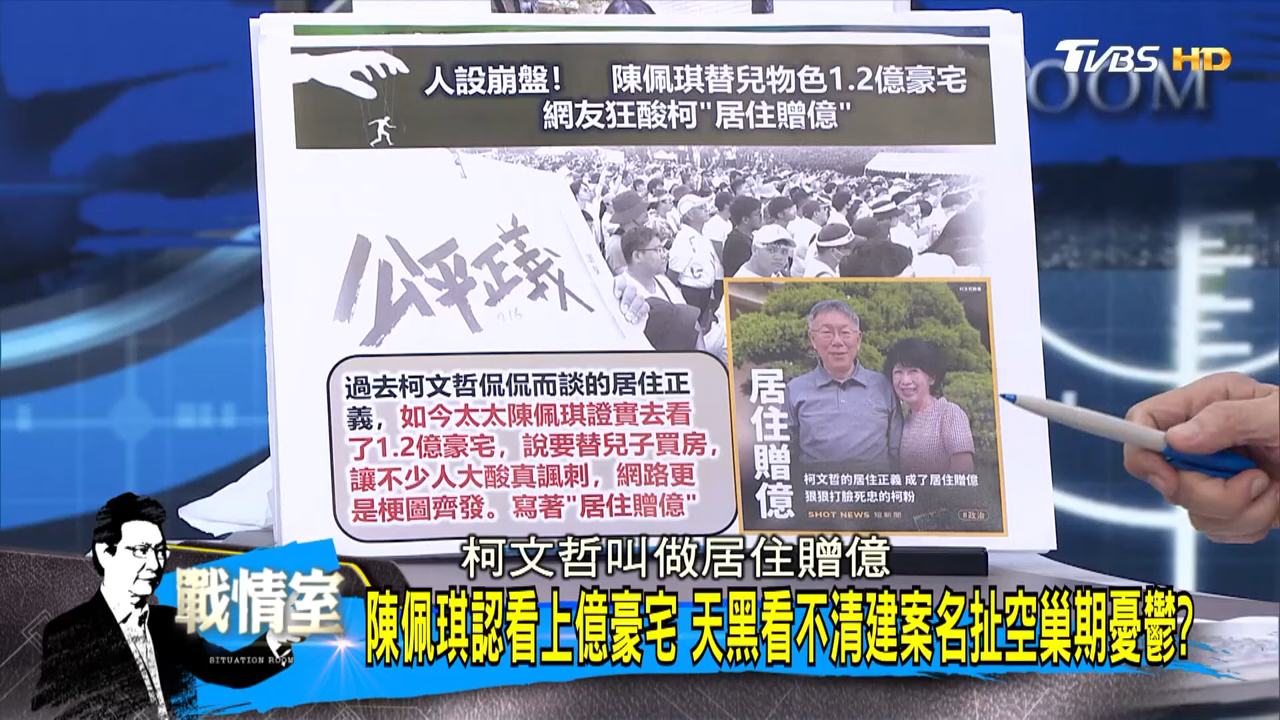 TVBS HD
OOM
人設崩盤! 陳佩琪替兒物色1.2億豪宅
網友狂酸柯"居住贈億"
公平正義
7.16
過去柯文哲侃侃而談的居住正
義,如今太太陳佩琪證實去看
了1.2億豪宅,說要替兒子買房,
讓不少人大酸真諷刺,網路更
是梗圖齊發。寫著"居住贈億"
居住贈億
柯文哲的居住正義 成了居住贈億
狠狠打臉死忠的柯粉
SHOT NEWS 短新聞
#政治
柯文哲叫做居住贈億
戰情室
SITUATION ROOM
陳佩琪認看上億豪宅 天黑看不清建案名扯空巢期憂鬱?